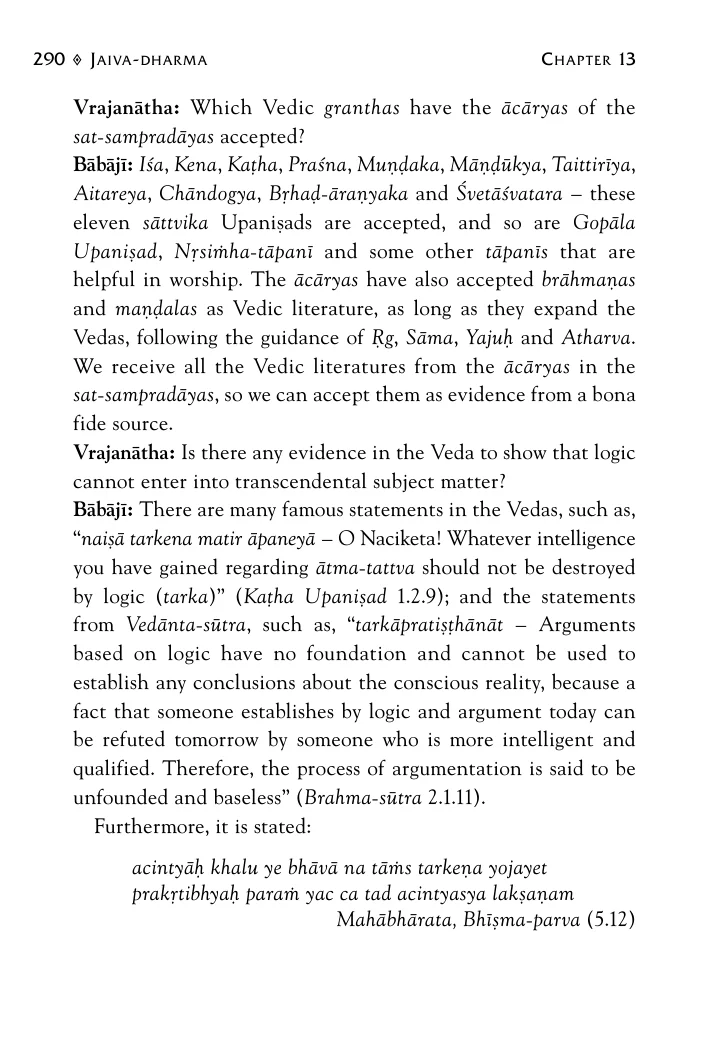 290 ◊ Jaiva-dharma Chapter 13
Vrajanātha: Which Vedic granthas have the ācāryas of the
sat-sampradāyas accepted?
Bābājī: Iśa, Kena, Kaṭha, Praśna, Muṇḍaka, Māṇḍūkya, Taittirīya,
Aitareya, Chāndogya, Bṛhaḍ-āraṇyaka and Śvetāśvatara – these
eleven sāttvika Upaniṣads are accepted, and so are Gopāla
Upaniṣad, Nṛsiṁha-tāpanī and some other tāpanīs that are
helpful in worship. The ācāryas have also accepted brāhmaṇas
and maṇḍalas as Vedic literature, as long as they expand the
Vedas, following the guidance of Ṛg, Sāma, Yajuḥ and Atharva.
We receive all the Vedic literatures from the ācāryas in the
sat-sampradāyas, so we can accept them as evidence from a bona
fide source.
Vrajanātha: Is there any evidence in the Veda to show that logic
cannot enter into transcendental subject matter?
Bābājī: There are many famous statements in the Vedas, such as,
“naiṣā tarkena matir āpaneyā – O Naciketa! Whatever intelligence
you have gained regarding ātma-tattva should not be destroyed
by logic (tarka)” (Kaṭha Upaniṣad 1.2.9); and the statements
from Vedānta-sūtra, such as, “tarkāpratiṣṭhānāt – Arguments
based on logic have no foundation and cannot be used to
establish any conclusions about the conscious reality, because a
fact that someone establishes by logic and argument today can
be refuted tomorrow by someone who is more intelligent and
qualified. Therefore, the process of argumentation is said to be
unfounded and baseless” (Brahma-sūtra 2.1.11).
Furthermore, it is stated:
acintyāḥ khalu ye bhāvā na tāṁs tarkeṇa yojayet
prakṛtibhyaḥ paraṁ yac ca tad acintyasya lakṣaṇam
Mahābhārata, Bhīṣma-parva (5.12)